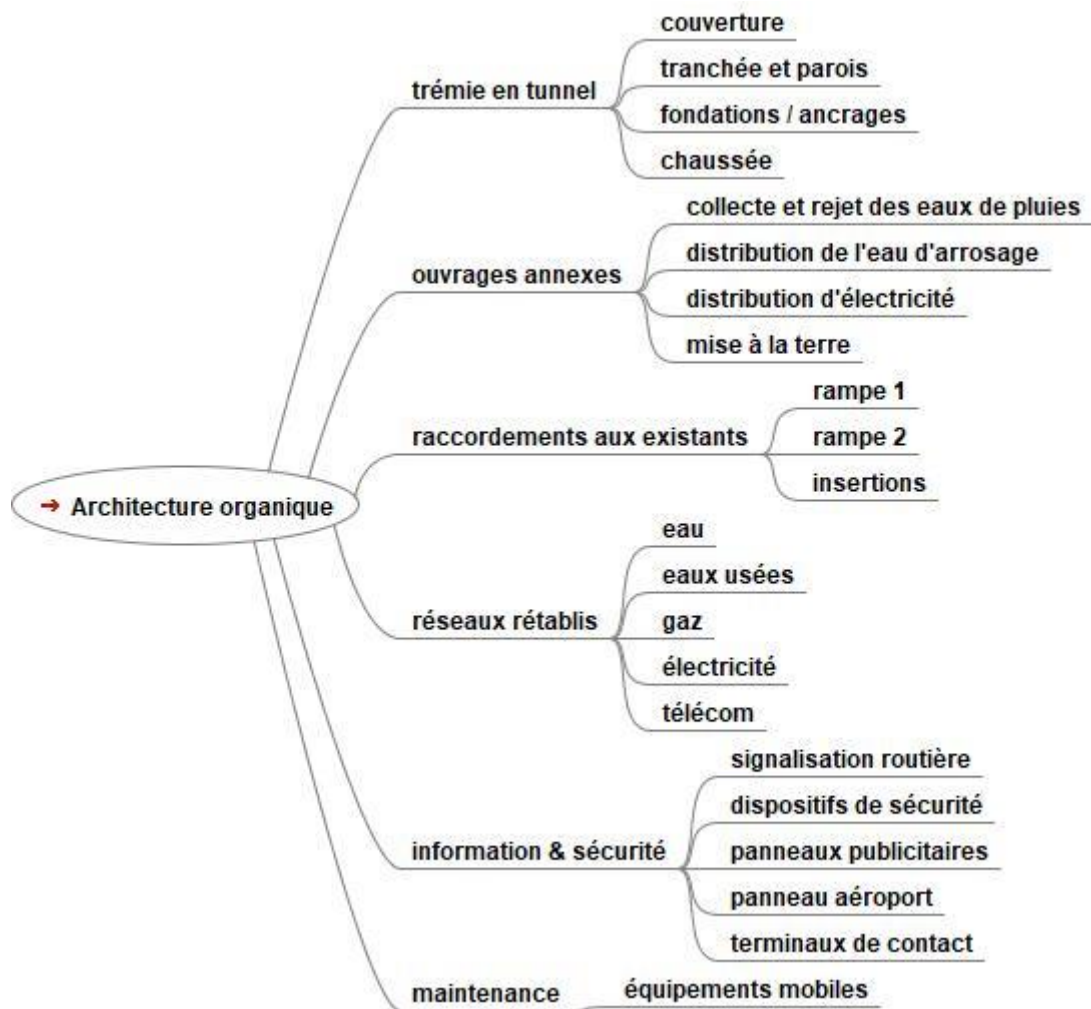 Architecture organique
trémie en tunnel
couverture
tranchée et parois
fondations / ancrages
chaussée
ouvrages annexes
collecte et rejet des eaux de pluies
distribution de l'eau d'arrosage
distribution d'électricité
mise à la terre
raccordements aux existants
rampe 1
rampe 2
insertions
réseaux rétablis
eau
eaux usées
gaz
électricité
télécom
information & sécurité
signalisation routière
dispositifs de sécurité
panneaux publicitaires
panneau aéroport
terminaux de contact
maintenance
équipements mobiles